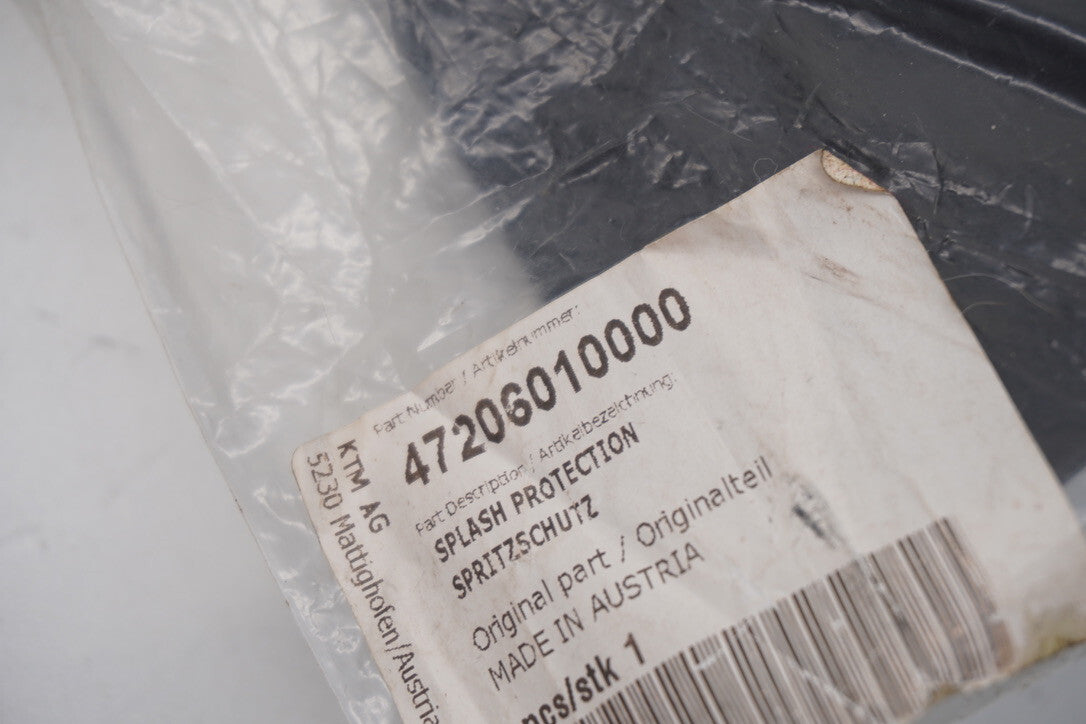 KTM AG
5230 Mattighofen/Austria
Part Number / Artikelnummer:
47206010000
Part Description / Artikelbezeichnung:
SPLASH PROTECTION
SPRITZSCHUTZ
Original part / Originalteil
MADE IN AUSTRIA
pcs/stk 1